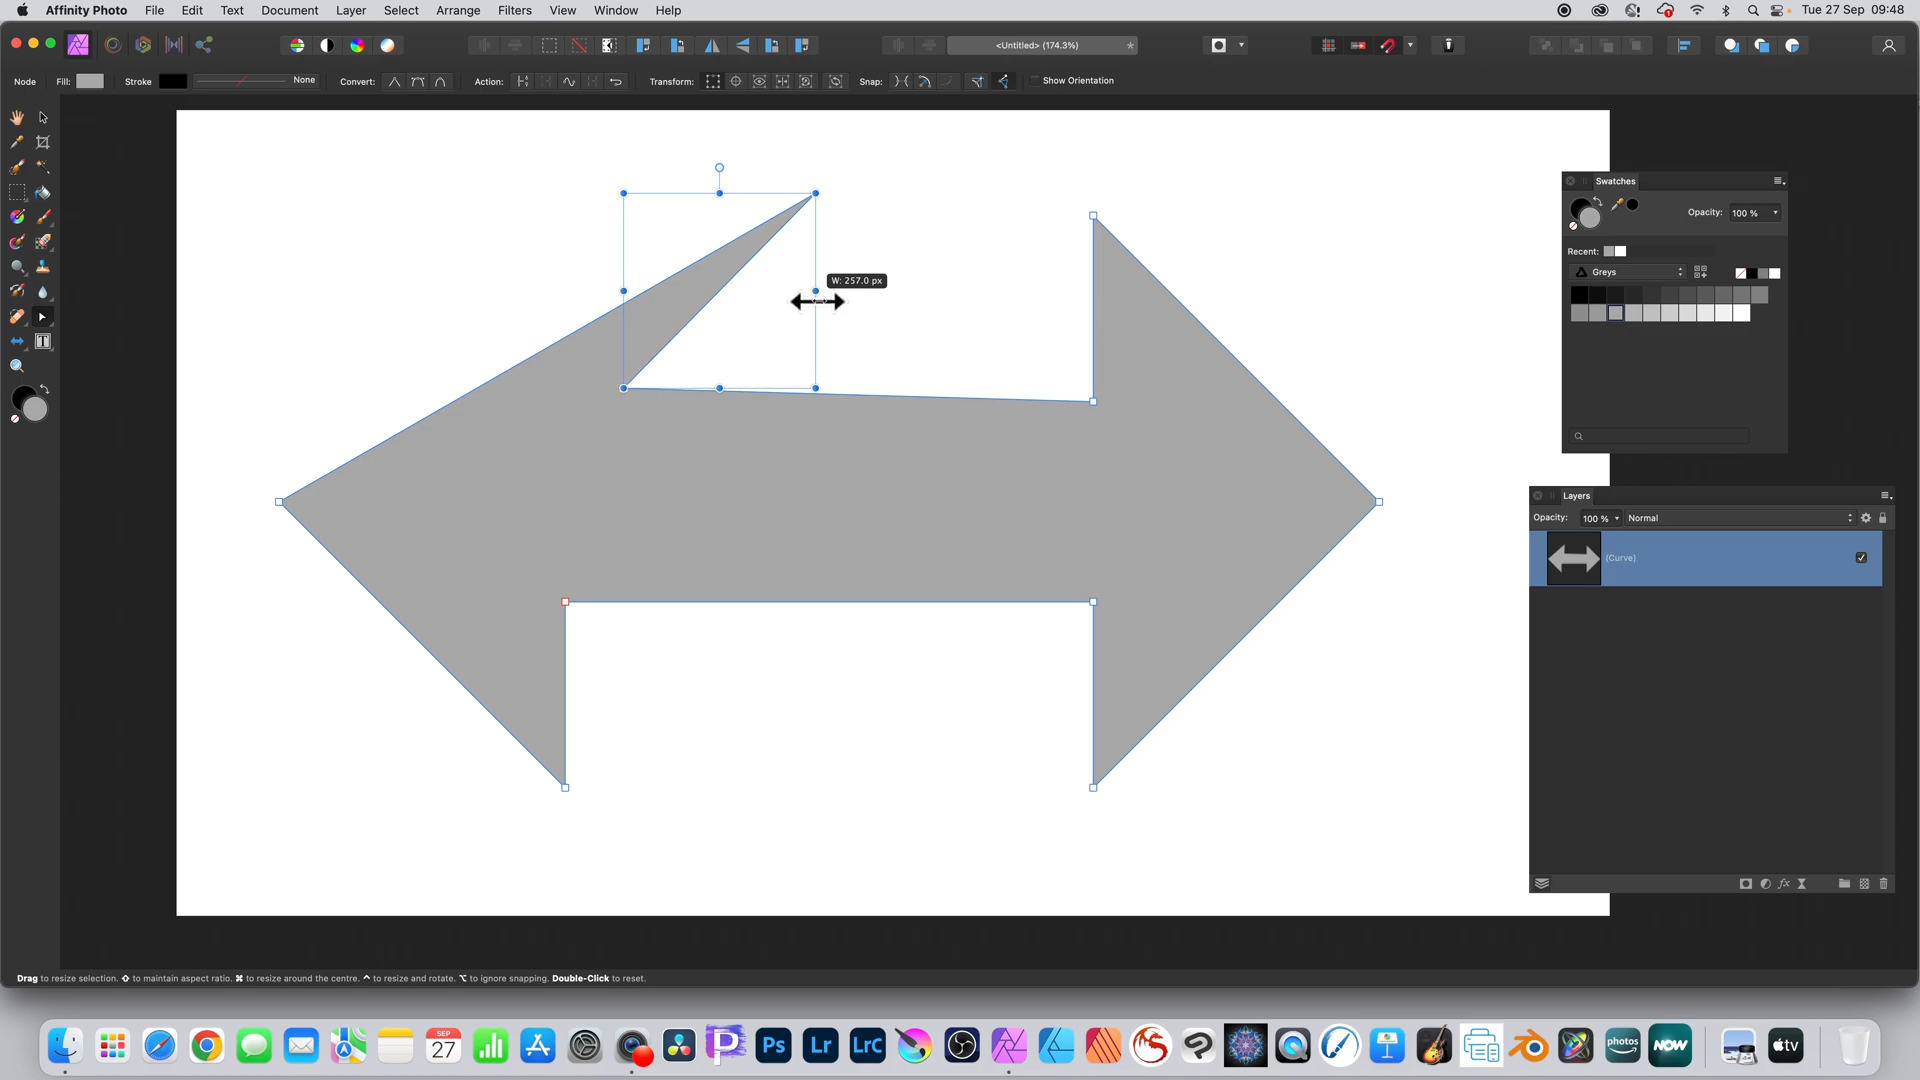 Affinity Photo File Edit Text Document Layer Select Arrange Filters View Window Help Tue 27 Sep 09:48
<Untitled> (174.3%)
Node Fill: Stroke None Convert: Action: Transform: Snap: Show Orientation
W: 257.0 px
Swatches
Opacity: 100 %
Recent:
Greys
Layers
Opacity: 100 % Normal
(Curve)
Drag to resize selection. ⇧ to maintain aspect ratio. ⌘ to resize around the centre. ^ to resize and rotate. ⌥ to ignore snapping. Double-Click to reset.
SEP
27
Ps Lr LrC photos NOW tv